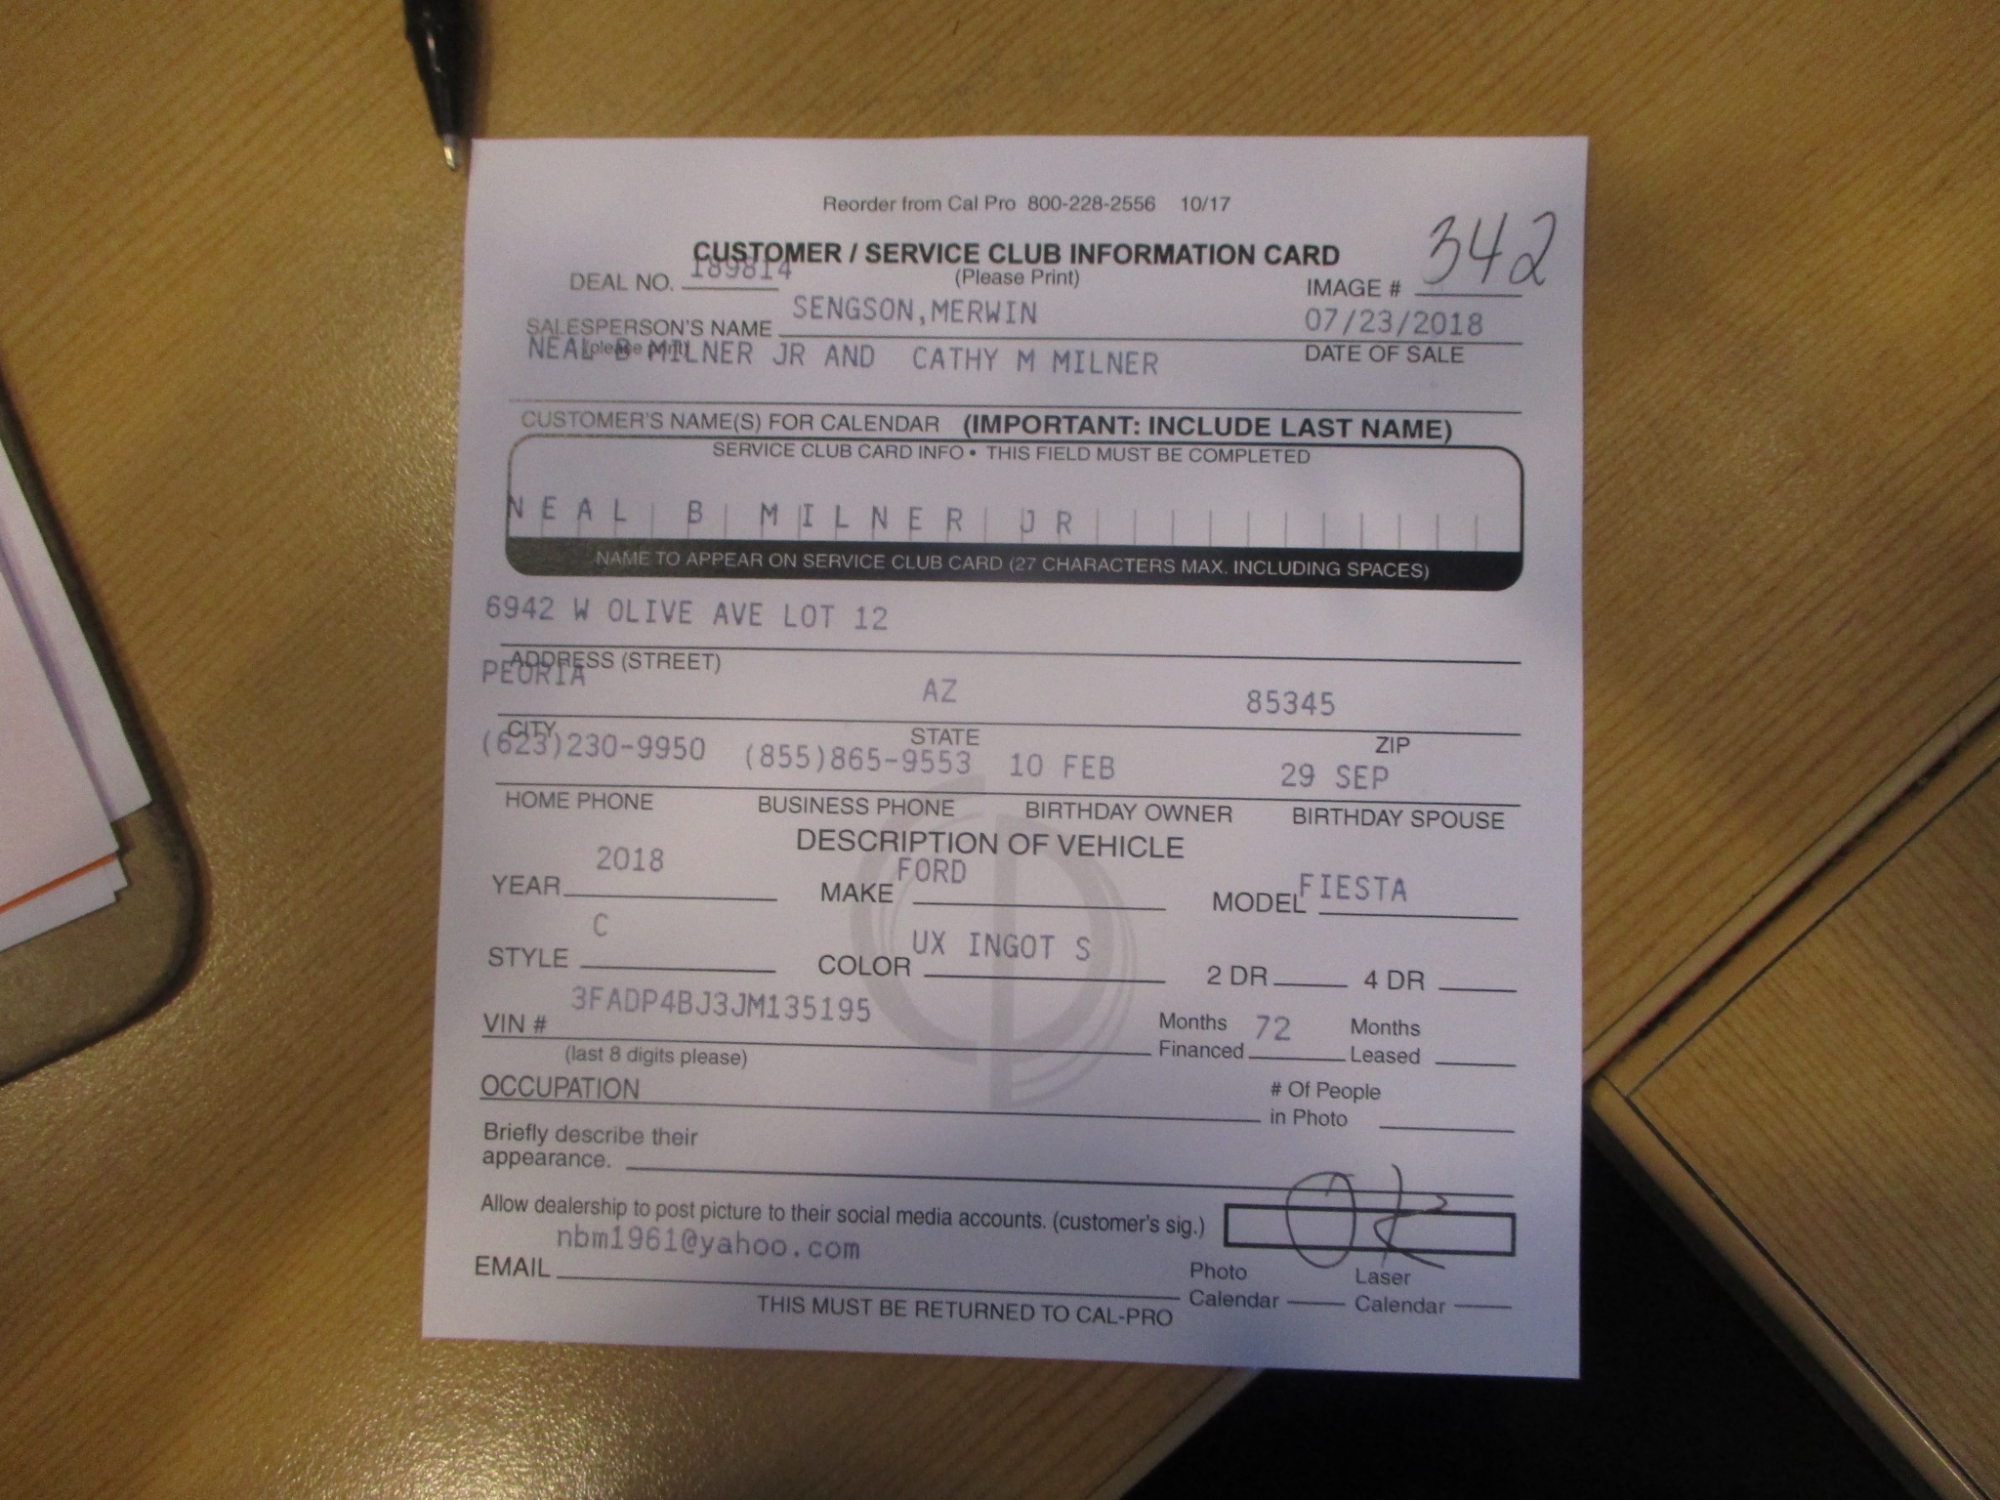 Reorder from Cal Pro 800-228-2556 10/17
CUSTOMER / SERVICE CLUB INFORMATION CARD
DEAL NO. 189814 (Please Print) IMAGE # 342
SALESPERSON'S NAME SENGSON,MERWIN 07/23/2018
(please print) DATE OF SALE
NEAL B MILNER JR AND CATHY M MILNER
CUSTOMER'S NAME(S) FOR CALENDAR (IMPORTANT: INCLUDE LAST NAME)
SERVICE CLUB CARD INFO • THIS FIELD MUST BE COMPLETED
NEAL B MILNER JR
NAME TO APPEAR ON SERVICE CLUB CARD (27 CHARACTERS MAX. INCLUDING SPACES)
6942 W OLIVE AVE LOT 12
ADDRESS (STREET)
PEORIA AZ 85345
CITY STATE ZIP
(623)230-9950 (855)865-9553 10 FEB 29 SEP
HOME PHONE BUSINESS PHONE BIRTHDAY OWNER BIRTHDAY SPOUSE
DESCRIPTION OF VEHICLE
YEAR 2018 MAKE FORD MODEL FIESTA
STYLE C COLOR UX INGOT S 2 DR 4 DR
VIN # 3FADP4BJ3JM135195 Months Financed 72 Months Leased
(last 8 digits please)
OCCUPATION # Of People in Photo
Briefly describe their
appearance.
Allow dealership to post picture to their social media accounts. (customer's sig.)
EMAIL nbm1961@yahoo.com Photo Calendar Laser Calendar
THIS MUST BE RETURNED TO CAL-PRO